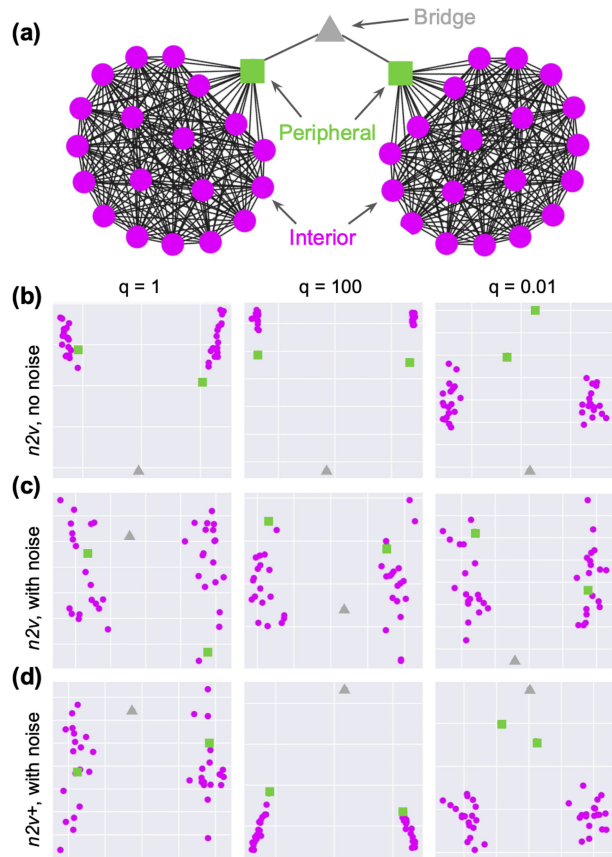 (a)
Bridge
Peripheral
Interior
q = 1 q = 100 q = 0.01
(b)
n2v, no noise
(c)
n2v, with noise
(d)
n2v+, with noise